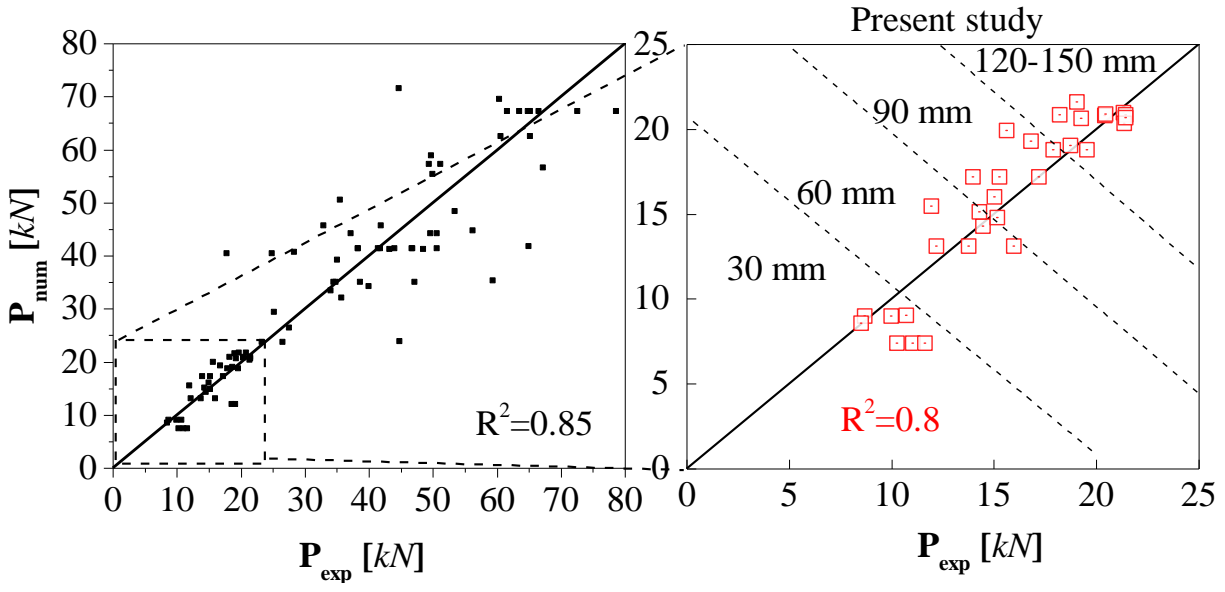 Present study
80
70
60
50
40
30
20
10
0
P_num [kN]
0 10 20 30 40 50 60 70 80
P_exp [kN]
R²=0.85
25
20
15
10
5
0
120-150 mm
90 mm
60 mm
30 mm
R²=0.8
0 5 10 15 20 25
P_exp [kN]